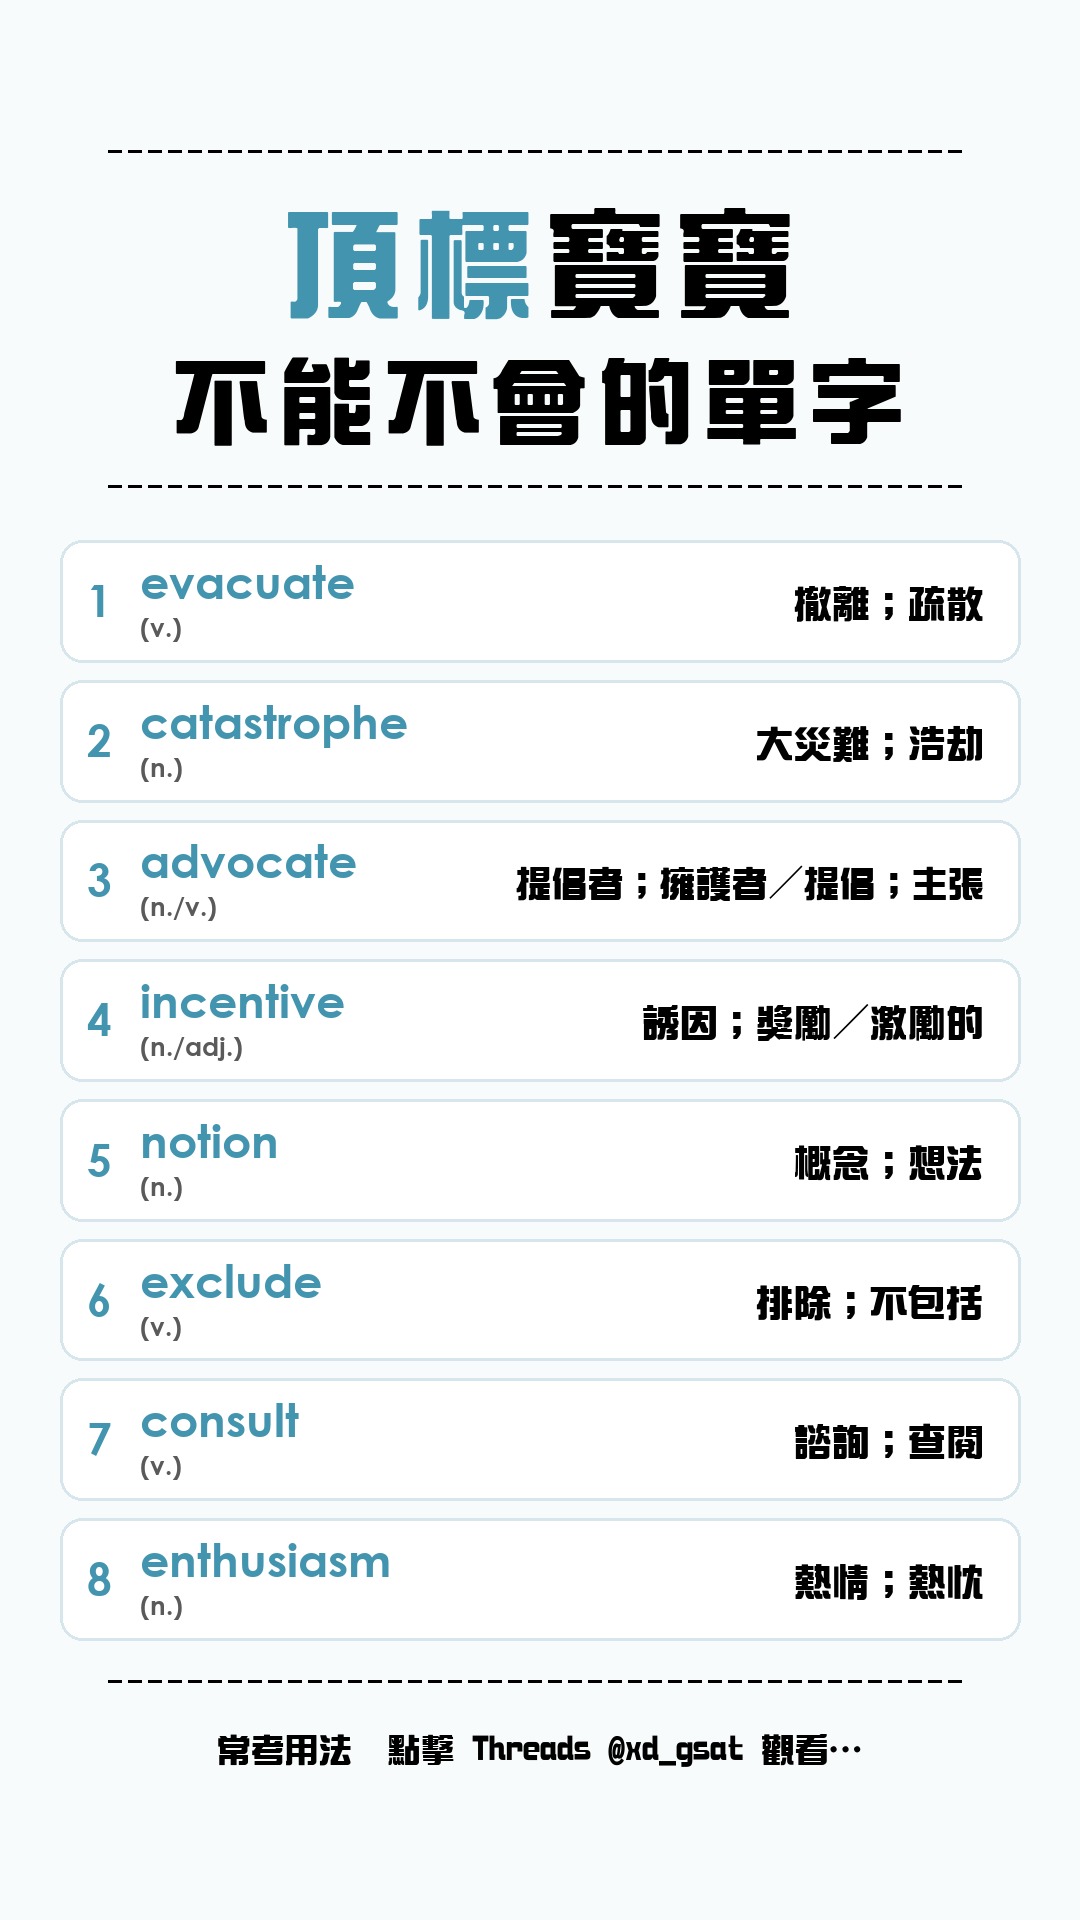 頂標寶寶
不能不會的單字
1 evacuate
(v.)
撤離；疏散
2 catastrophe
(n.)
大災難；浩劫
3 advocate
(n./v.)
提倡者；擁護者／提倡；主張
4 incentive
(n./adj.)
誘因；獎勵／激勵的
5 notion
(n.)
概念；想法
6 exclude
(v.)
排除；不包括
7 consult
(v.)
諮詢；查閱
8 enthusiasm
(n.)
熱情；熱忱
常考用法　點擊 Threads @xd_gsat 觀看⋯